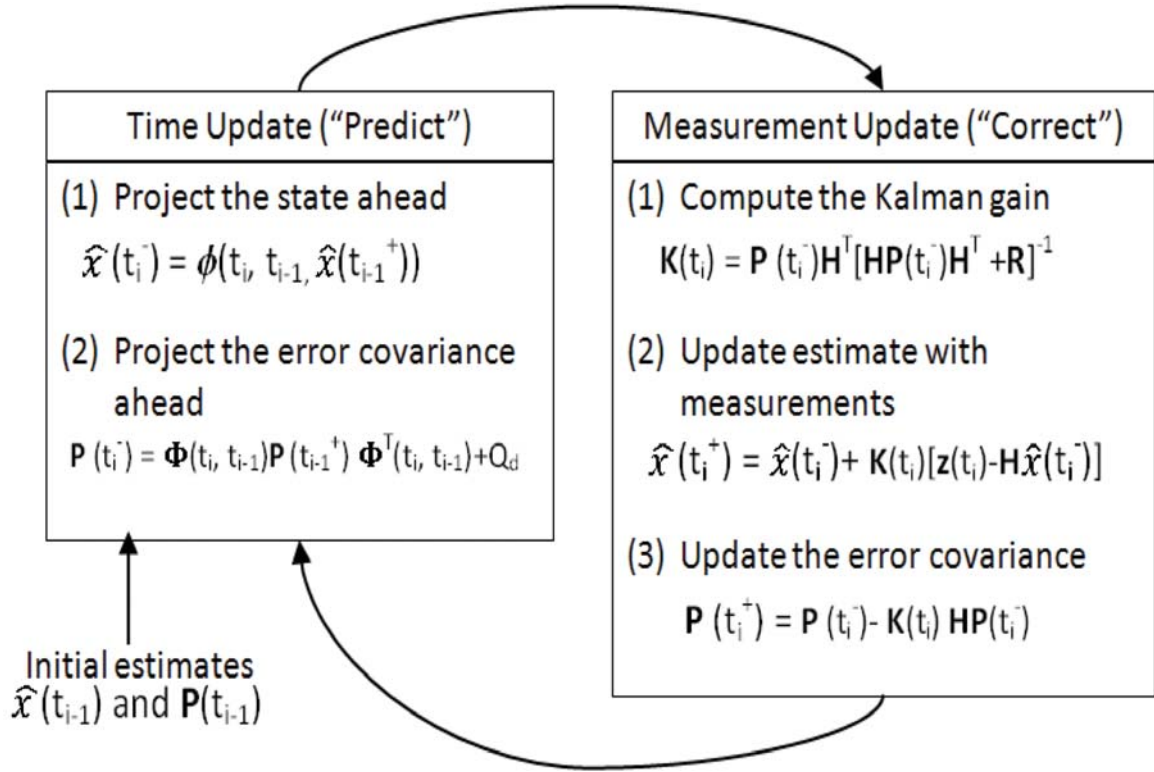 Time Update (“Predict”)
(1) Project the state ahead
x̂(tᵢ⁻) = ϕ(tᵢ, tᵢ₋₁, x̂(tᵢ₋₁⁺))
(2) Project the error covariance
ahead
P (tᵢ⁻) = Φ(tᵢ, tᵢ₋₁)P(tᵢ₋₁⁺) Φᵀ(tᵢ, tᵢ₋₁)+Q_d
Initial estimates
x̂(tᵢ₋₁) and P(tᵢ₋₁)
Measurement Update (“Correct”)
(1) Compute the Kalman gain
K(tᵢ) = P (tᵢ⁻)Hᵀ[HP(tᵢ⁻)Hᵀ +R]⁻¹
(2) Update estimate with
measurements
x̂(tᵢ⁺) = x̂(tᵢ⁻)+ K(tᵢ)[z(tᵢ)-Hx̂(tᵢ⁻)]
(3) Update the error covariance
P (tᵢ⁺) = P (tᵢ⁻)- K(tᵢ) HP(tᵢ⁻)